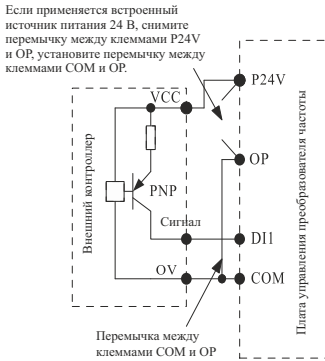 Если применяется встроенный
источник питания 24 В, снимите
перемычку между клеммами P24V
и OP, установите перемычку между
клеммами COM и OP.
VCC
P24V
OP
PNP
Сигнал
DI1
OV
COM
Внешний контроллер
Плата управления преобразователя частоты
Перемычка между
клеммами COM и OP